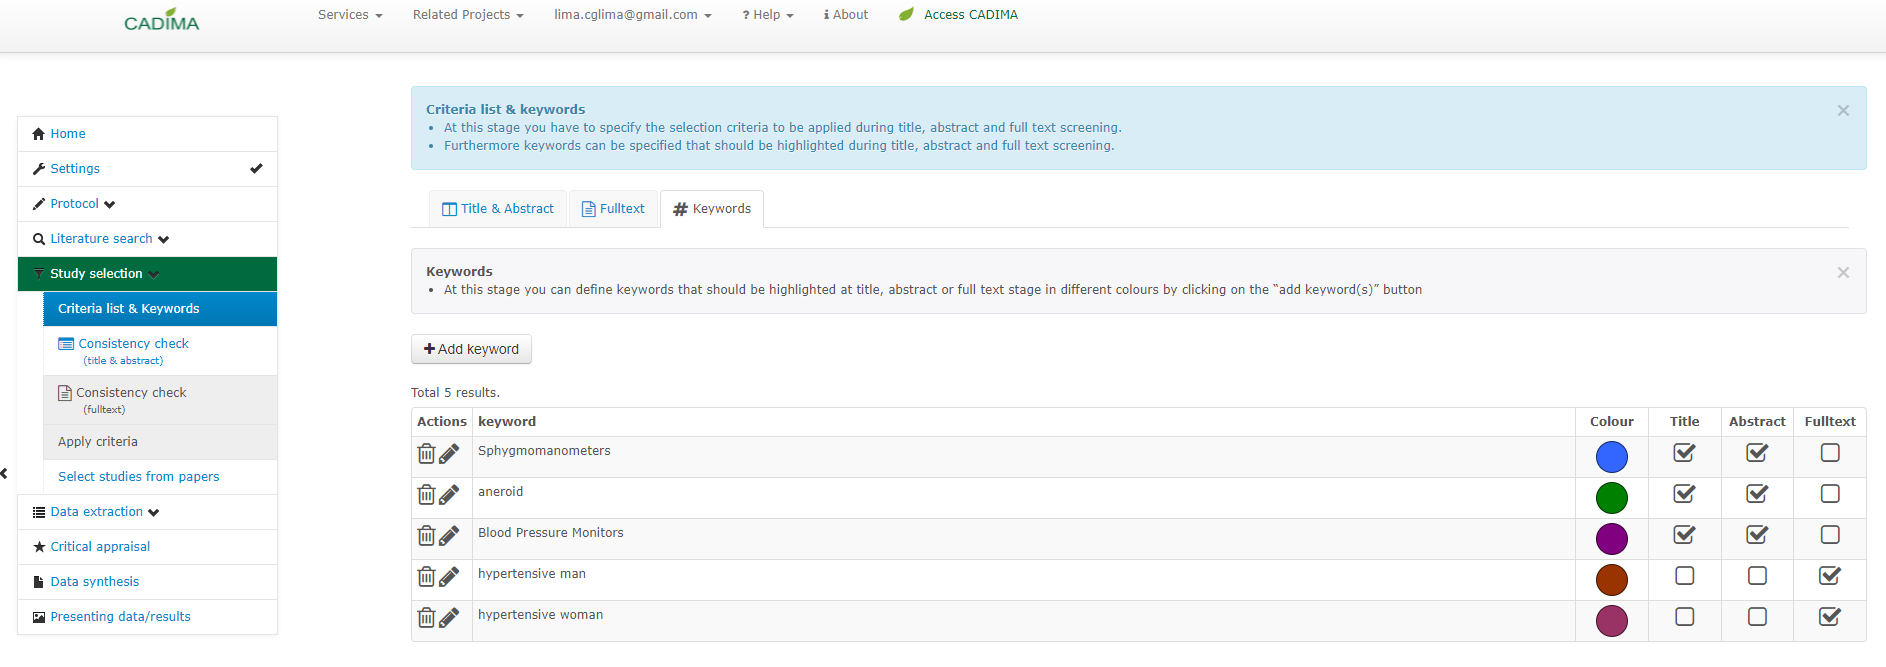 CADIMA
Services
Related Projects
lima.cglima@gmail.com
? Help
i About
Access CADIMA
Home
Settings
Protocol
Literature search
Study selection
Criteria list & Keywords
Consistency check
(title & abstract)
Consistency check
(fulltext)
Apply criteria
Select studies from papers
Data extraction
Critical appraisal
Data synthesis
Presenting data/results
Criteria list & keywords
• At this stage you have to specify the selection criteria to be applied during title, abstract and full text screening.
• Furthermore keywords can be specified that should be highlighted during title, abstract and full text screening.
Title & Abstract
Fulltext
# Keywords
Keywords
• At this stage you can define keywords that should be highlighted at title, abstract or full text stage in different colours by clicking on the “add keyword(s)” button
+ Add keyword
Total 5 results.
Actions keyword Colour Title Abstract Fulltext
Sphygmomanometers
aneroid
Blood Pressure Monitors
hypertensive man
hypertensive woman